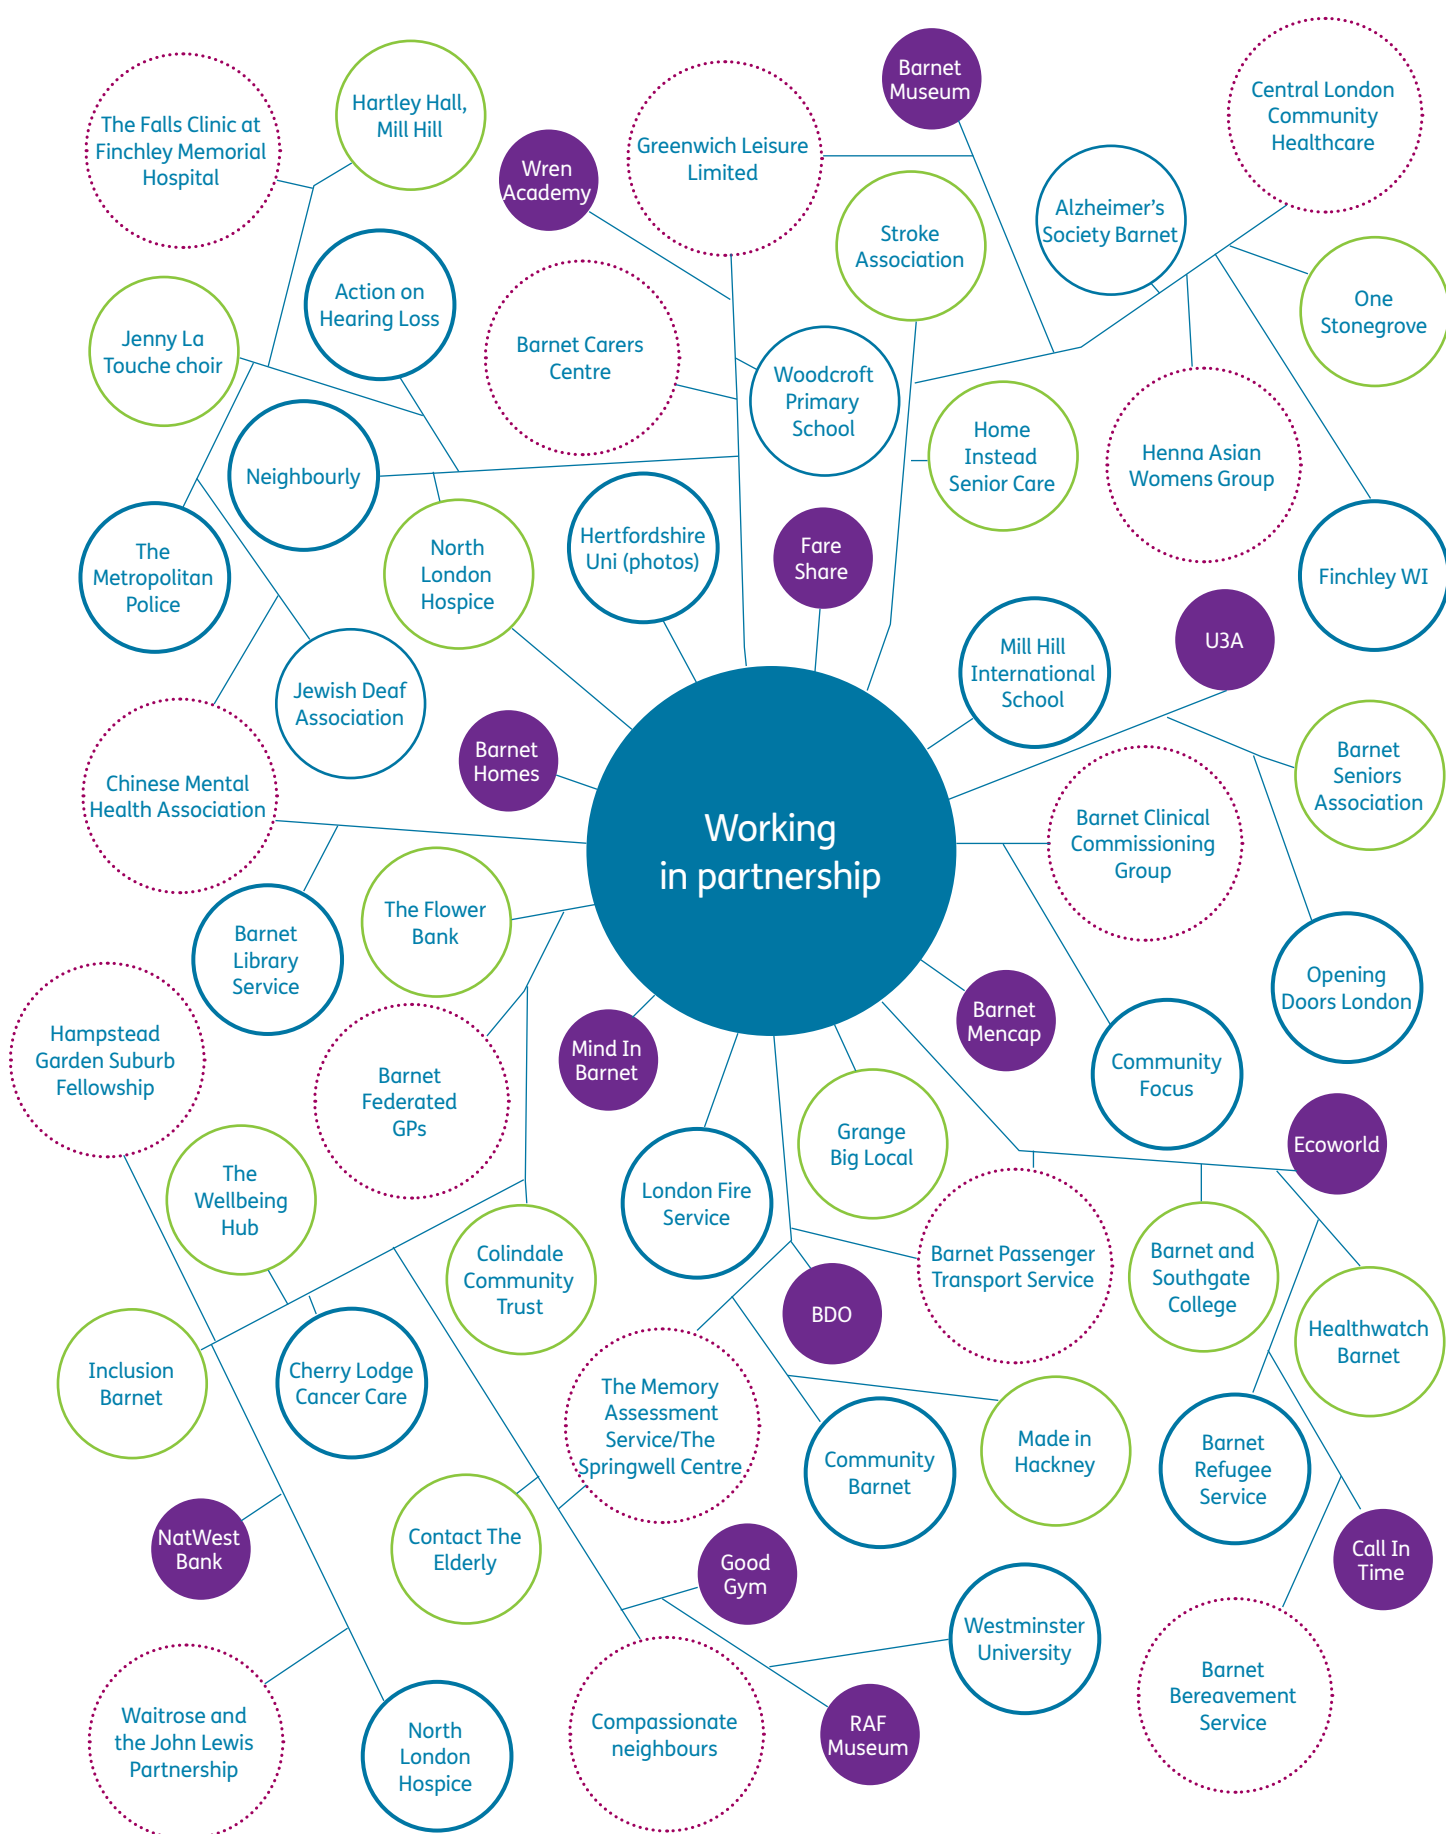 Barnet
Museum
Central London
Community
Healthcare
Hartley Hall,
Mill Hill
The Falls Clinic at
Finchley Memorial
Hospital
Greenwich Leisure
Limited
Wren
Academy
Alzheimer's
Society Barnet
Stroke
Association
Action on
Hearing Loss
One
Stonegrove
Jenny La
Touche choir
Barnet Carers
Centre
Woodcroft
Primary
School
Home
Instead
Senior Care
Henna Asian
Womens Group
Neighbourly
Hertfordshire
Uni (photos)
Fare
Share
North
London
Hospice
The
Metropolitan
Police
Finchley WI
U3A
Mill Hill
International
School
Jewish Deaf
Association
Barnet
Homes
Barnet
Seniors
Association
Chinese Mental
Health Association
Working
in partnership
Barnet Clinical
Commissioning
Group
The Flower
Bank
Barnet
Library
Service
Opening
Doors London
Barnet
Mencap
Mind In
Barnet
Hampstead
Garden Suburb
Fellowship
Community
Focus
Barnet
Federated
GPs
Grange
Big Local
Ecoworld
The
Wellbeing
Hub
London Fire
Service
Colindale
Community
Trust
Barnet Passenger
Transport Service
Barnet and
Southgate
College
BDO
Healthwatch
Barnet
Inclusion
Barnet
Cherry Lodge
Cancer Care
The Memory
Assessment
Service/The
Springwell Centre
Community
Barnet
Made in
Hackney
Barnet
Refugee
Service
NatWest
Bank
Contact The
Elderly
Good
Gym
Call In
Time
Westminster
University
Barnet
Bereavement
Service
Waitrose and
the John Lewis
Partnership
North
London
Hospice
Compassionate
neighbours
RAF
Museum